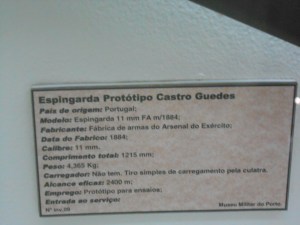 Espingarda Protótipo Castro Guedes
País de origem: Portugal;
Modelo: Espingarda 11 mm FA m/1884;
Fabricante: Fábrica de armas do Arsenal do Exército;
Data do Fabrico: 1884;
Calibre: 11 mm.
Comprimento total: 1215 mm;
Peso: 4,365 Kg;
Carregador: Não tem. Tiro simples de carregamento pela culatra.
Alcance eficaz: 2400 m;
Emprego: Protótipo para ensaios.
Entrada ao serviço:
Nº Inv.
Museu Militar do Porto